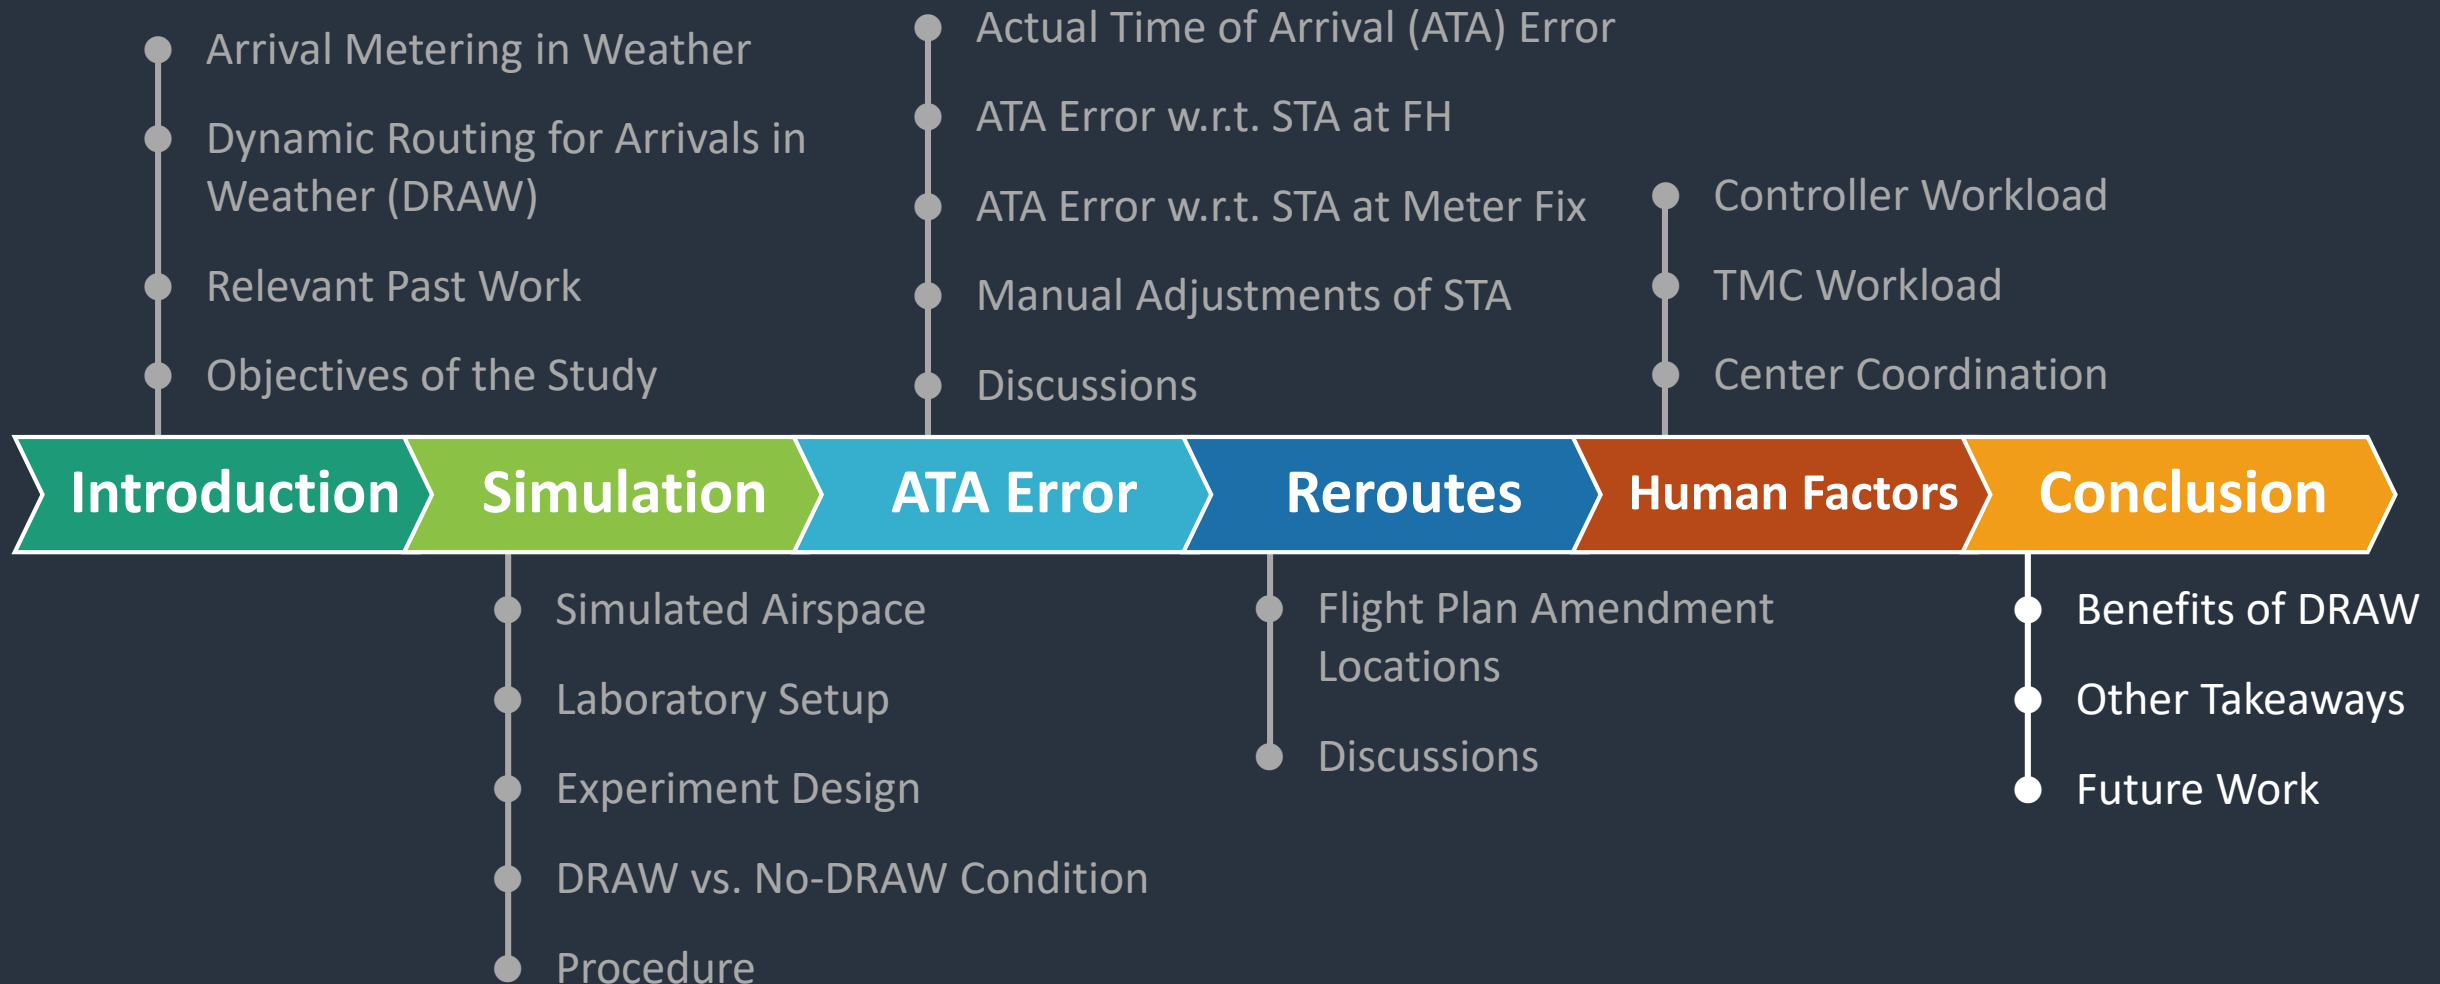 Arrival Metering in Weather
Dynamic Routing for Arrivals in
Weather (DRAW)
Relevant Past Work
Objectives of the Study
Actual Time of Arrival (ATA) Error
ATA Error w.r.t. STA at FH
ATA Error w.r.t. STA at Meter Fix
Manual Adjustments of STA
Discussions
Controller Workload
TMC Workload
Center Coordination
Introduction
Simulation
ATA Error
Reroutes
Human Factors
Conclusion
Simulated Airspace
Laboratory Setup
Experiment Design
DRAW vs. No-DRAW Condition
Procedure
Flight Plan Amendment
Locations
Discussions
Benefits of DRAW
Other Takeaways
Future Work